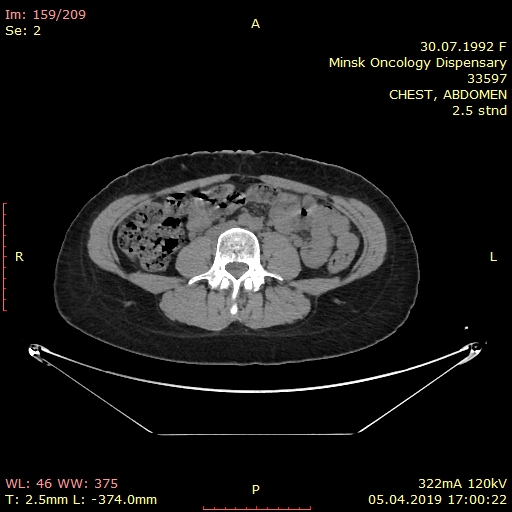 Im: 159/209
Se: 2
A
30.07.1992 F
Minsk Oncology Dispensary
33597
CHEST, ABDOMEN
2.5 stnd
R
L
WL: 46 WW: 375
T: 2.5mm L: -374.0mm
P
322mA 120kV
05.04.2019 17:00:22